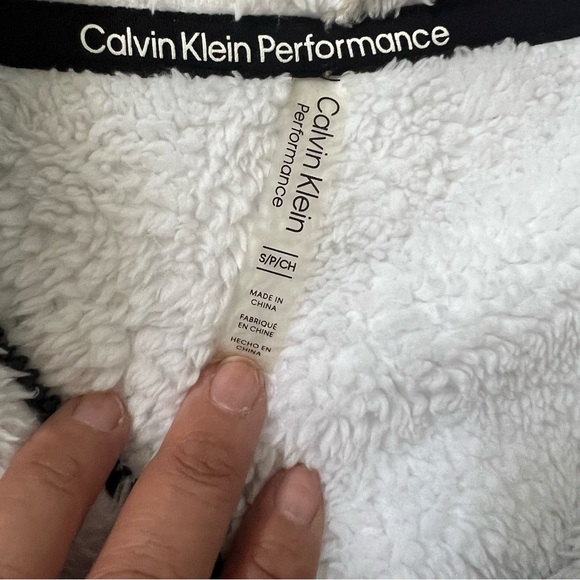 Calvin Klein Performance
Calvin Klein
Performance
S/P/CH
MADE IN
CHINA
FABRIQUÉ
EN CHINE
HECHO EN
CHINA